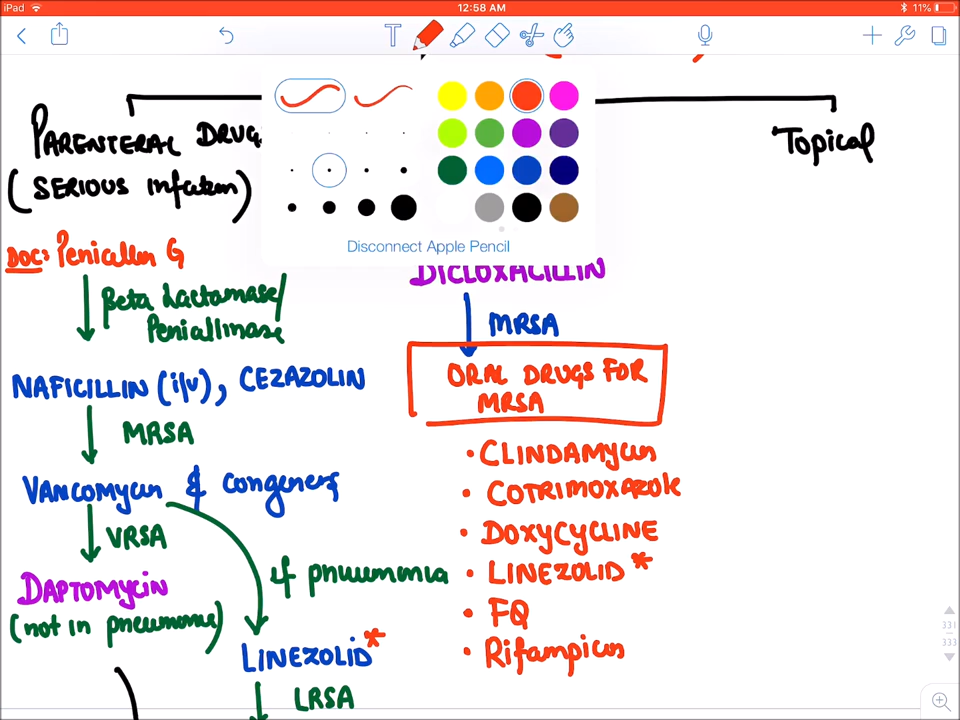 iPad
12:58 AM
11%
T
PARENTERAL DRUG
(SERIOUS Infection)
Topical
Disconnect Apple Pencil
DOC: Penicillin G
Beta Lactamase/
Penicillinase
NAFICILLIN (i/v), CEZAZOLIN
MRSA
VANCOMYCIN & congeners
VRSA
DAPTOMYCIN
(not in pneumonia)
if pneumonia
LINEZOLID*
LRSA
DICLOXACILLIN
MRSA
ORAL DRUGS FOR
MRSA
• CLINDAMYCIN
• COTRIMOXAZOLE
• DOXYCYCLINE
• LINEZOLID*
• FQ
• Rifampicin
331
333